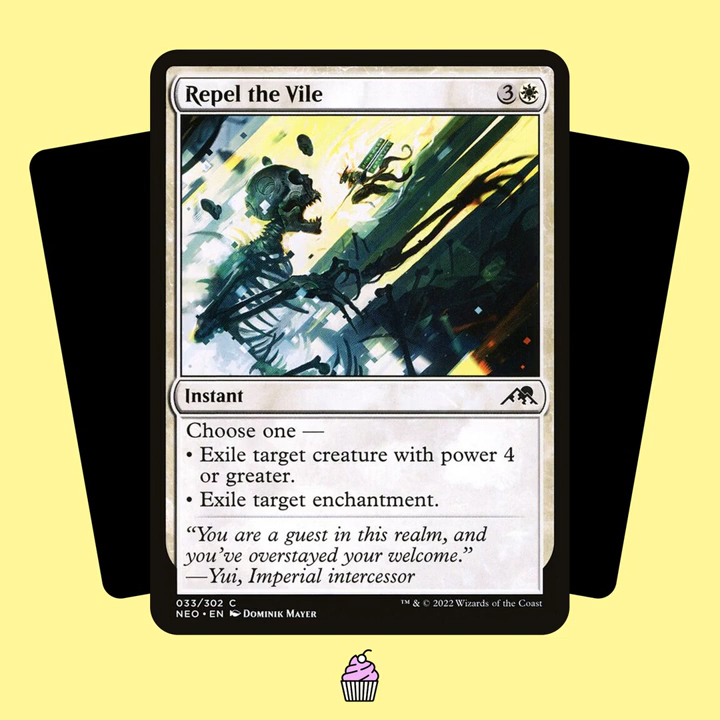 Repel the Vile 3
Instant
Choose one —
• Exile target creature with power 4
or greater.
• Exile target enchantment.
“You are a guest in this realm, and
you’ve overstayed your welcome.”
—Yui, Imperial intercessor
033/302 C
NEO • EN Dominik Mayer
™ & © 2022 Wizards of the Coast